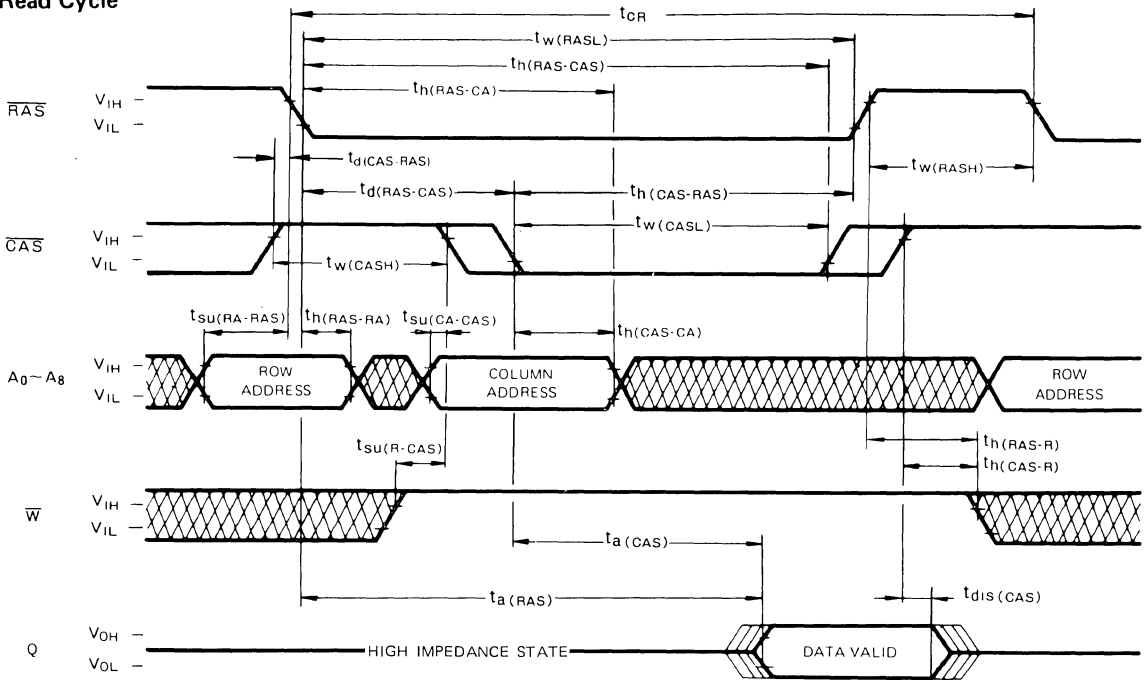 Read Cycle
tCR
tw(RASL)
th(RAS-CAS)
th(RAS-CA)
RAS
VIH
VIL
td(CAS-RAS)
tw(RASH)
td(RAS-CAS)
th(CAS-RAS)
CAS
VIH
VIL
tw(CASL)
tw(CASH)
tsu(RA-RAS)
th(RAS-RA)
tsu(CA-CAS)
th(CAS-CA)
A0~A8
VIH
VIL
ROW
ADDRESS
COLUMN
ADDRESS
ROW
ADDRESS
tsu(R-CAS)
th(RAS-R)
th(CAS-R)
W
VIH
VIL
ta(CAS)
ta(RAS)
tdis(CAS)
Q
VOH
VOL
HIGH IMPEDANCE STATE
DATA VALID